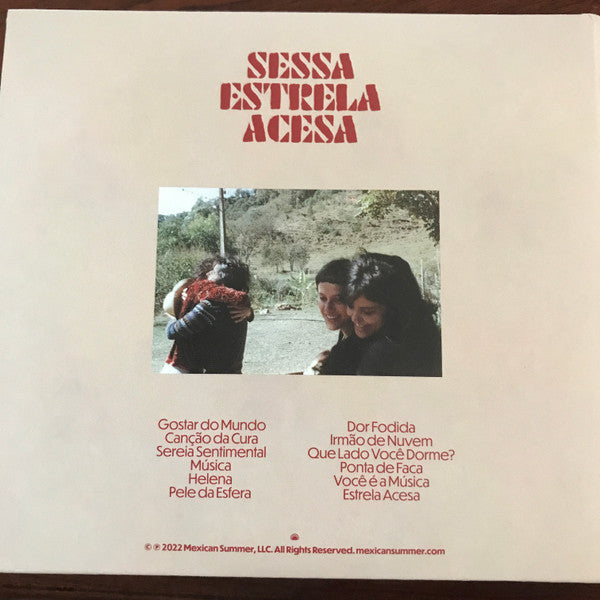 SESSA
ESTRELA
ACESA
Gostar do Mundo
Canção da Cura
Sereia Sentimental
Música
Helena
Pele da Esfera
Dor Fodida
Irmão de Nuvem
Que Lado Você Dorme?
Ponta de Faca
Você é a Música
Estrela Acesa
© ℗ 2022 Mexican Summer, LLC. All Rights Reserved. mexicansummer.com